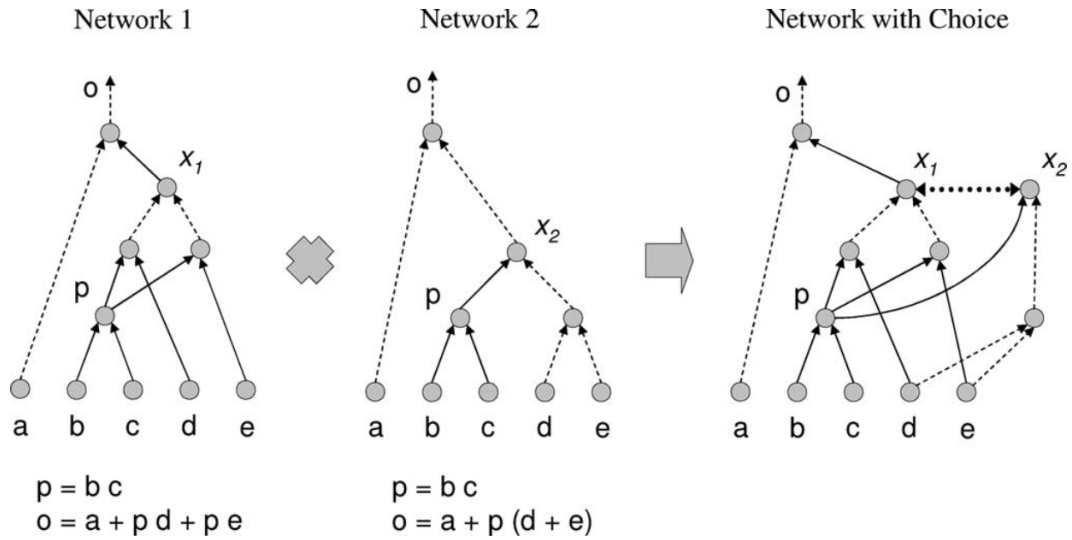 Network 1
Network 2
Network with Choice
o
x1
p
a b c d e
p = b c
o = a + p d + p e
o
x2
p
a b c d e
p = b c
o = a + p (d + e)
o
x1
x2
p
a b c d e